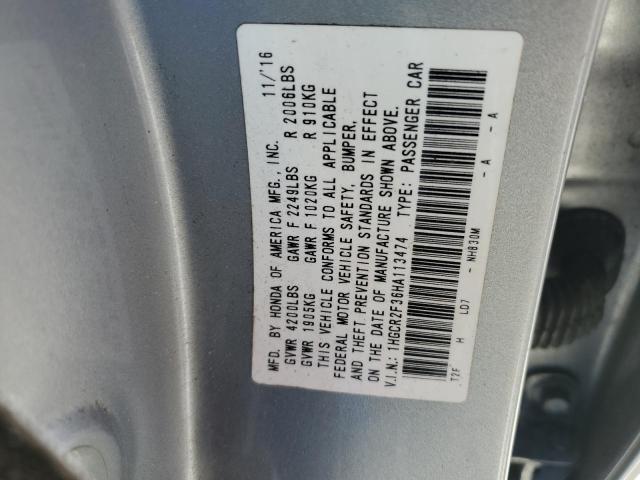 MFD. BY HONDA OF AMERICA MFG., INC. 11/'16
GVWR 4200LBS GAWR F 2249LBS R 2006LBS
GVWR 1905KG GAWR F 1020KG R 910KG
THIS VEHICLE CONFORMS TO ALL APPLICABLE
FEDERAL MOTOR VEHICLE SAFETY, BUMPER,
AND THEFT PREVENTION STANDARDS IN EFFECT
ON THE DATE OF MANUFACTURE SHOWN ABOVE.
V.I.N.: 1HGCR2F36HA113474 TYPE: PASSENGER CAR
T2F H LD7 - NH830M - A - A